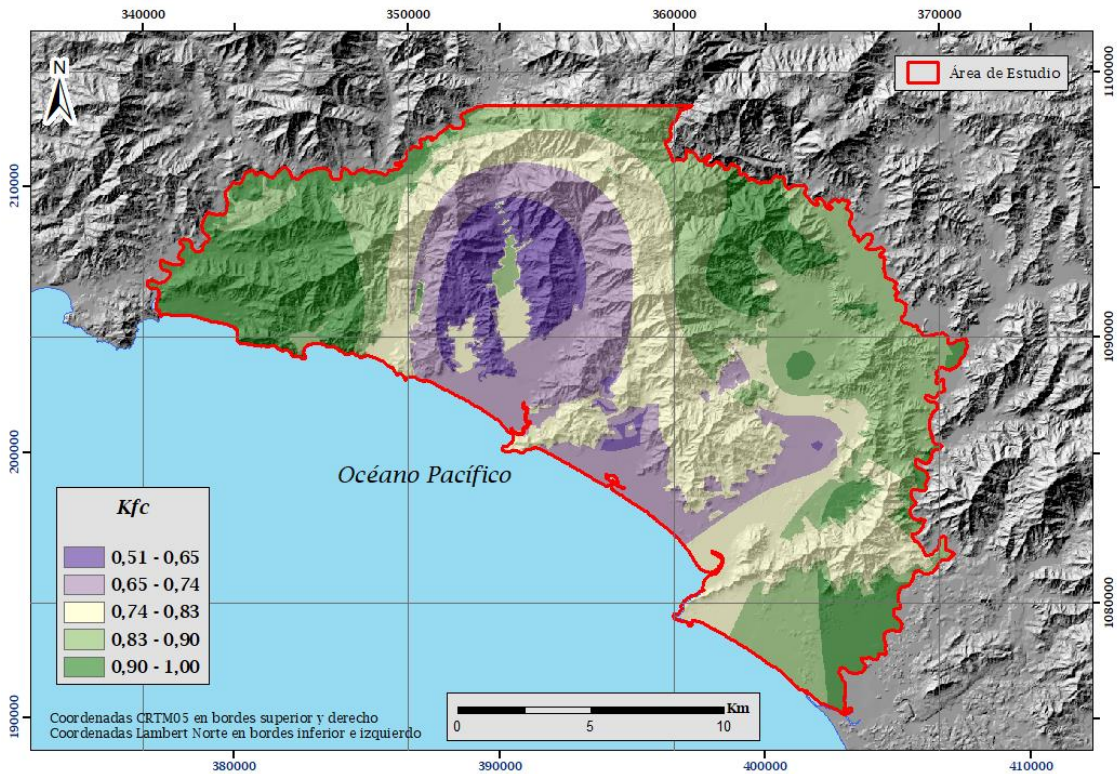 340000
350000
360000
370000
N
Área de Estudio
1100000
210000
1090000
200000
Océano Pacífico
Kfc
0,51 - 0,65
0,65 - 0,74
0,74 - 0,83
0,83 - 0,90
0,90 - 1,00
1080000
Km
0
5
10
Coordenadas CRTM05 en bordes superior y derecho
Coordenadas Lambert Norte en bordes inferior e izquierdo
190000
380000
390000
400000
410000